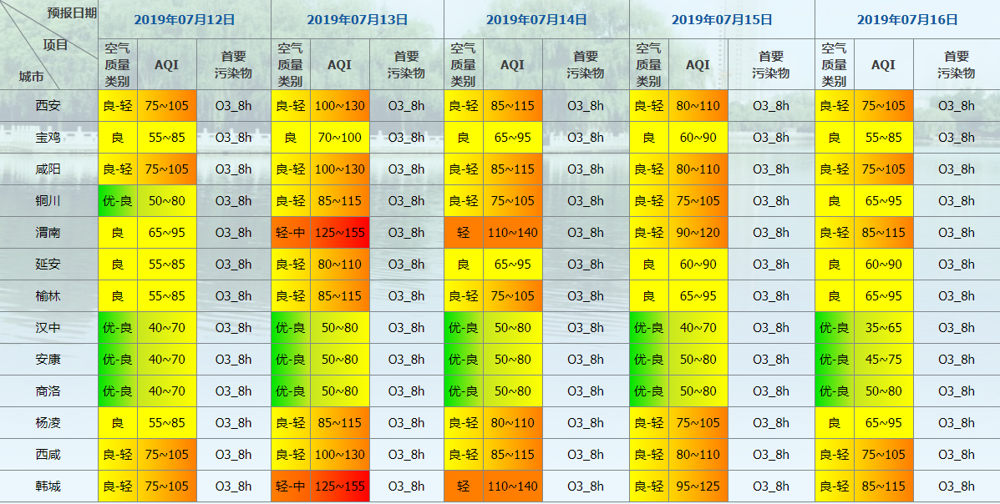 预报日期 2019年07月12日 2019年07月13日 2019年07月14日 2019年07月15日 2019年07月16日
项目
城市
空气质量类别 AQI 首要污染物 空气质量类别 AQI 首要污染物 空气质量类别 AQI 首要污染物 空气质量类别 AQI 首要污染物 空气质量类别 AQI 首要污染物
西安 良-轻 75~105 O3_8h 良-轻 100~130 O3_8h 良-轻 85~115 O3_8h 良-轻 80~110 O3_8h 良-轻 75~105 O3_8h
宝鸡 良 55~85 O3_8h 良 70~100 O3_8h 良 65~95 O3_8h 良 60~90 O3_8h 良 55~85 O3_8h
咸阳 良-轻 75~105 O3_8h 良-轻 100~130 O3_8h 良-轻 85~115 O3_8h 良-轻 80~110 O3_8h 良-轻 75~105 O3_8h
铜川 优-良 50~80 O3_8h 良-轻 85~115 O3_8h 良-轻 75~105 O3_8h 良-轻 75~105 O3_8h 良 65~95 O3_8h
渭南 良 65~95 O3_8h 轻-中 125~155 O3_8h 轻 110~140 O3_8h 良-轻 90~120 O3_8h 良-轻 85~115 O3_8h
延安 良 55~85 O3_8h 良-轻 80~110 O3_8h 良 65~95 O3_8h 良 60~90 O3_8h 良 60~90 O3_8h
榆林 良 55~85 O3_8h 良-轻 85~115 O3_8h 良-轻 75~105 O3_8h 良 65~95 O3_8h 良 65~95 O3_8h
汉中 优-良 40~70 O3_8h 优-良 50~80 O3_8h 优-良 50~80 O3_8h 优-良 40~70 O3_8h 优-良 35~65 O3_8h
安康 优-良 40~70 O3_8h 优-良 50~80 O3_8h 优-良 50~80 O3_8h 优-良 50~80 O3_8h 优-良 45~75 O3_8h
商洛 优-良 40~70 O3_8h 优-良 50~80 O3_8h 优-良 50~80 O3_8h 优-良 50~80 O3_8h 优-良 50~80 O3_8h
杨凌 良 55~85 O3_8h 良-轻 85~115 O3_8h 良-轻 80~110 O3_8h 良-轻 75~105 O3_8h 良 65~95 O3_8h
西咸 良-轻 75~105 O3_8h 良-轻 100~130 O3_8h 良-轻 85~115 O3_8h 良-轻 80~110 O3_8h 良-轻 75~105 O3_8h
韩城 良-轻 75~105 O3_8h 轻-中 125~155 O3_8h 轻 110~140 O3_8h 良-轻 95~125 O3_8h 良-轻 85~115 O3_8h